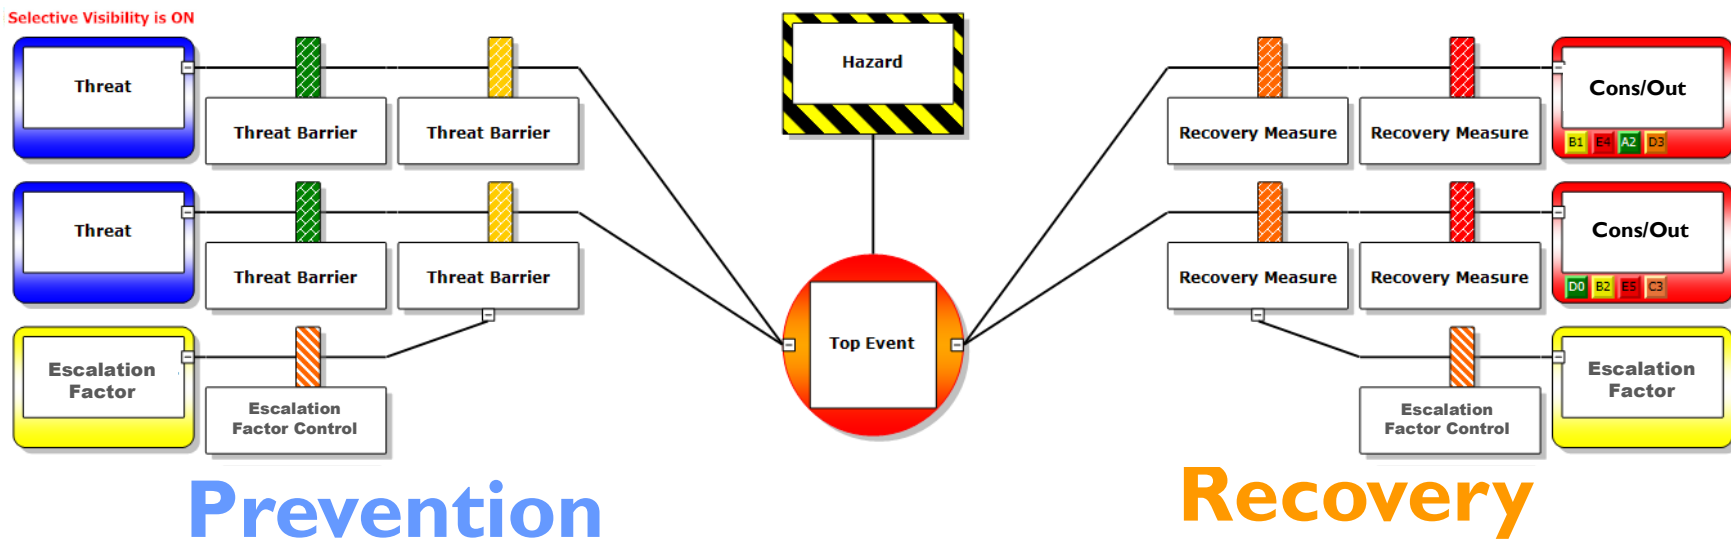 Selective Visibility is ON
Hazard
Threat
Threat Barrier
Threat Barrier
Recovery Measure
Recovery Measure
Cons/Out
B1 E4 A2 D3
Threat
Threat Barrier
Threat Barrier
Recovery Measure
Recovery Measure
Cons/Out
D0 B2 E5 C3
Top Event
Escalation
Factor
Escalation
Factor Control
Escalation
Factor Control
Escalation
Factor
Prevention
Recovery